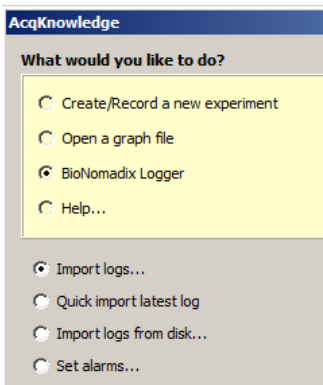 AcqKnowledge
What would you like to do?
Create/Record a new experiment
Open a graph file
BioNomadix Logger
Help...
Import logs...
Quick import latest log
Import logs from disk...
Set alarms...